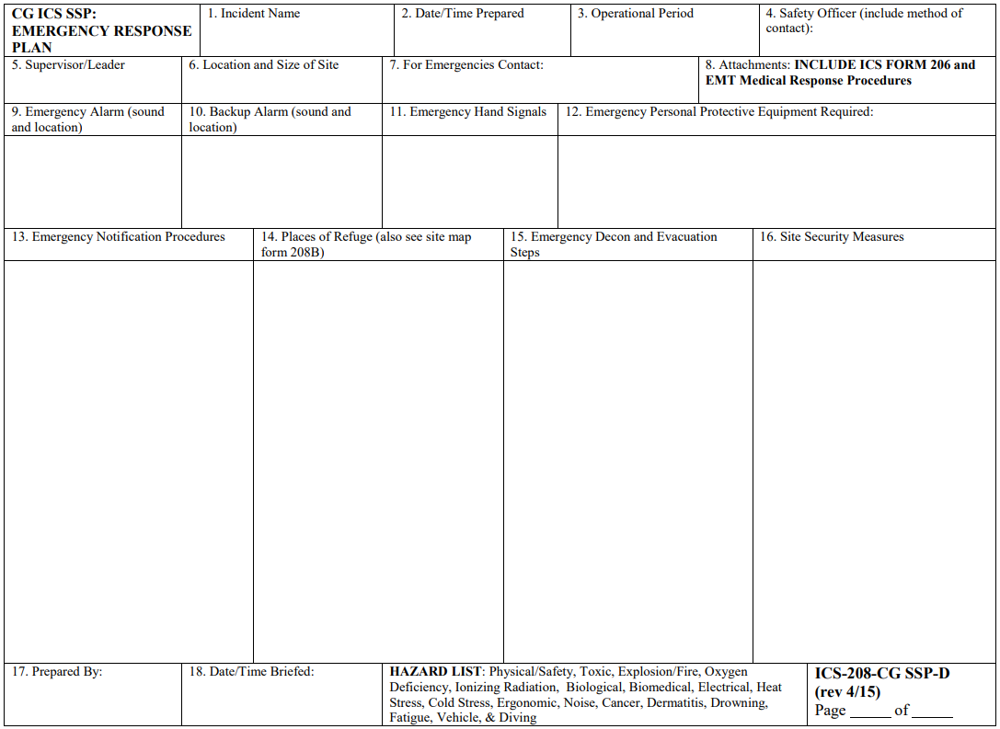 CG ICS SSP:
EMERGENCY RESPONSE
PLAN
1. Incident Name
2. Date/Time Prepared
3. Operational Period
4. Safety Officer (include method of
contact):
5. Supervisor/Leader
6. Location and Size of Site
7. For Emergencies Contact:
8. Attachments: INCLUDE ICS FORM 206 and
EMT Medical Response Procedures
9. Emergency Alarm (sound
and location)
10. Backup Alarm (sound and
location)
11. Emergency Hand Signals
12. Emergency Personal Protective Equipment Required:
13. Emergency Notification Procedures
14. Places of Refuge (also see site map
form 208B)
15. Emergency Decon and Evacuation
Steps
16. Site Security Measures
17. Prepared By:
18. Date/Time Briefed:
HAZARD LIST: Physical/Safety, Toxic, Explosion/Fire, Oxygen
Deficiency, Ionizing Radiation, Biological, Biomedical, Electrical, Heat
Stress, Cold Stress, Ergonomic, Noise, Cancer, Dermatitis, Drowning,
Fatigue, Vehicle, & Diving
ICS-208-CG SSP-D
(rev 4/15)
Page _____ of _____